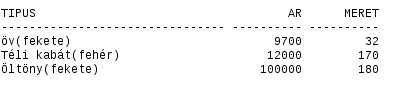 TIPUS AR MERET
-------------------------------- ---------- ----------
öv(fekete) 9700 32
Téli kabát(fehér) 12000 170
Öltöny(fekete) 100000 180